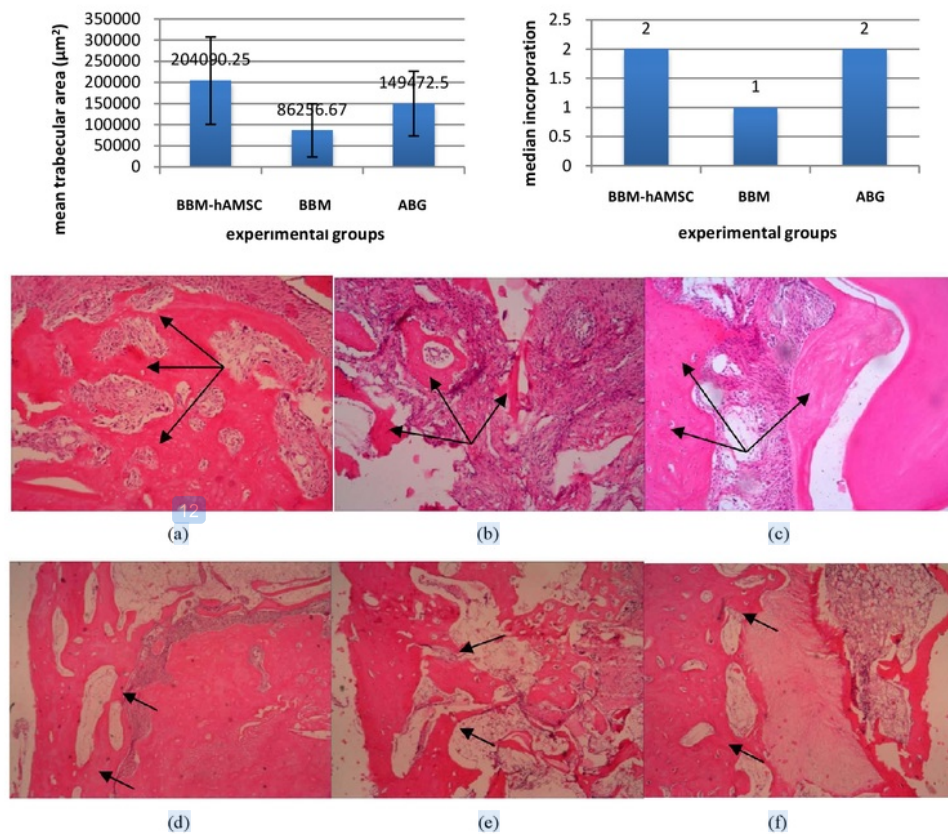 mean trabecular area (µm²)
350000
300000
250000
200000
150000
100000
50000
0
204090.25
86256.67
149472.5
BBM-hAMSC BBM ABG
experimental groups
median incorporation
2.5
2
1.5
1
0.5
0
2
1
2
BBM-hAMSC BBM ABG
experimental groups
12
(a) (b) (c)
(d) (e) (f)